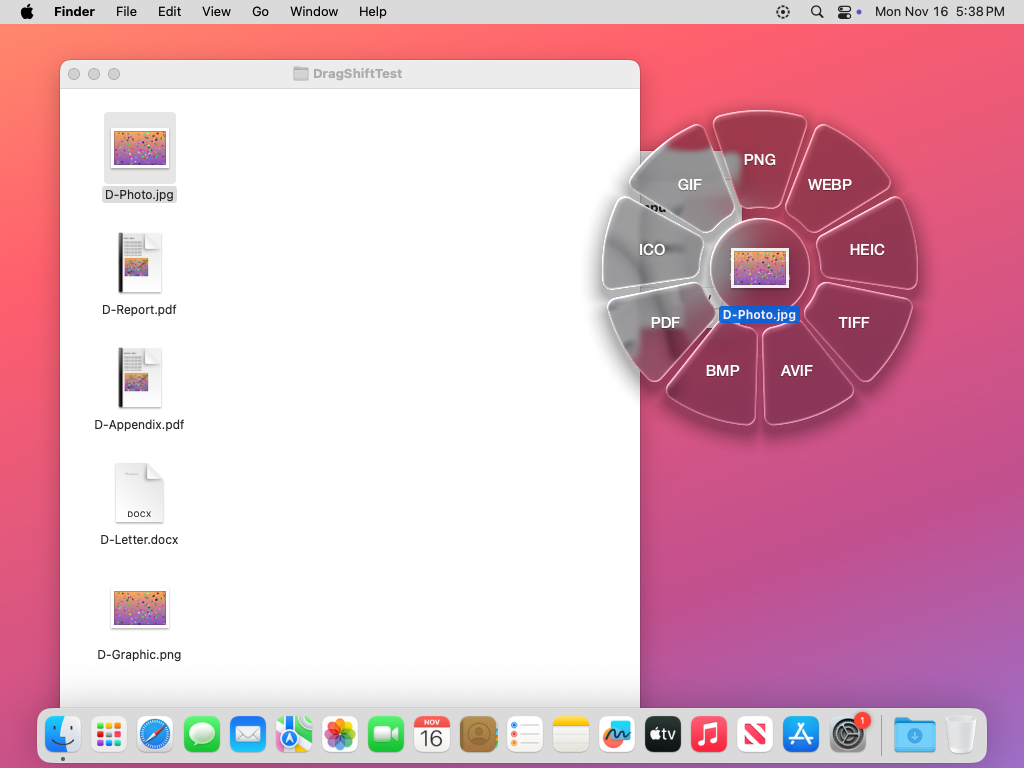 Finder File Edit View Go Window Help Mon Nov 16 5:38 PM
DragShiftTest
D-Photo.jpg
D-Report.pdf
D-Appendix.pdf
DOCX
D-Letter.docx
D-Graphic.png
PNG
GIF
WEBP
ICO
HEIC
D-Photo.jpg
PDF
TIFF
BMP
AVIF
NOV
16
tv
1